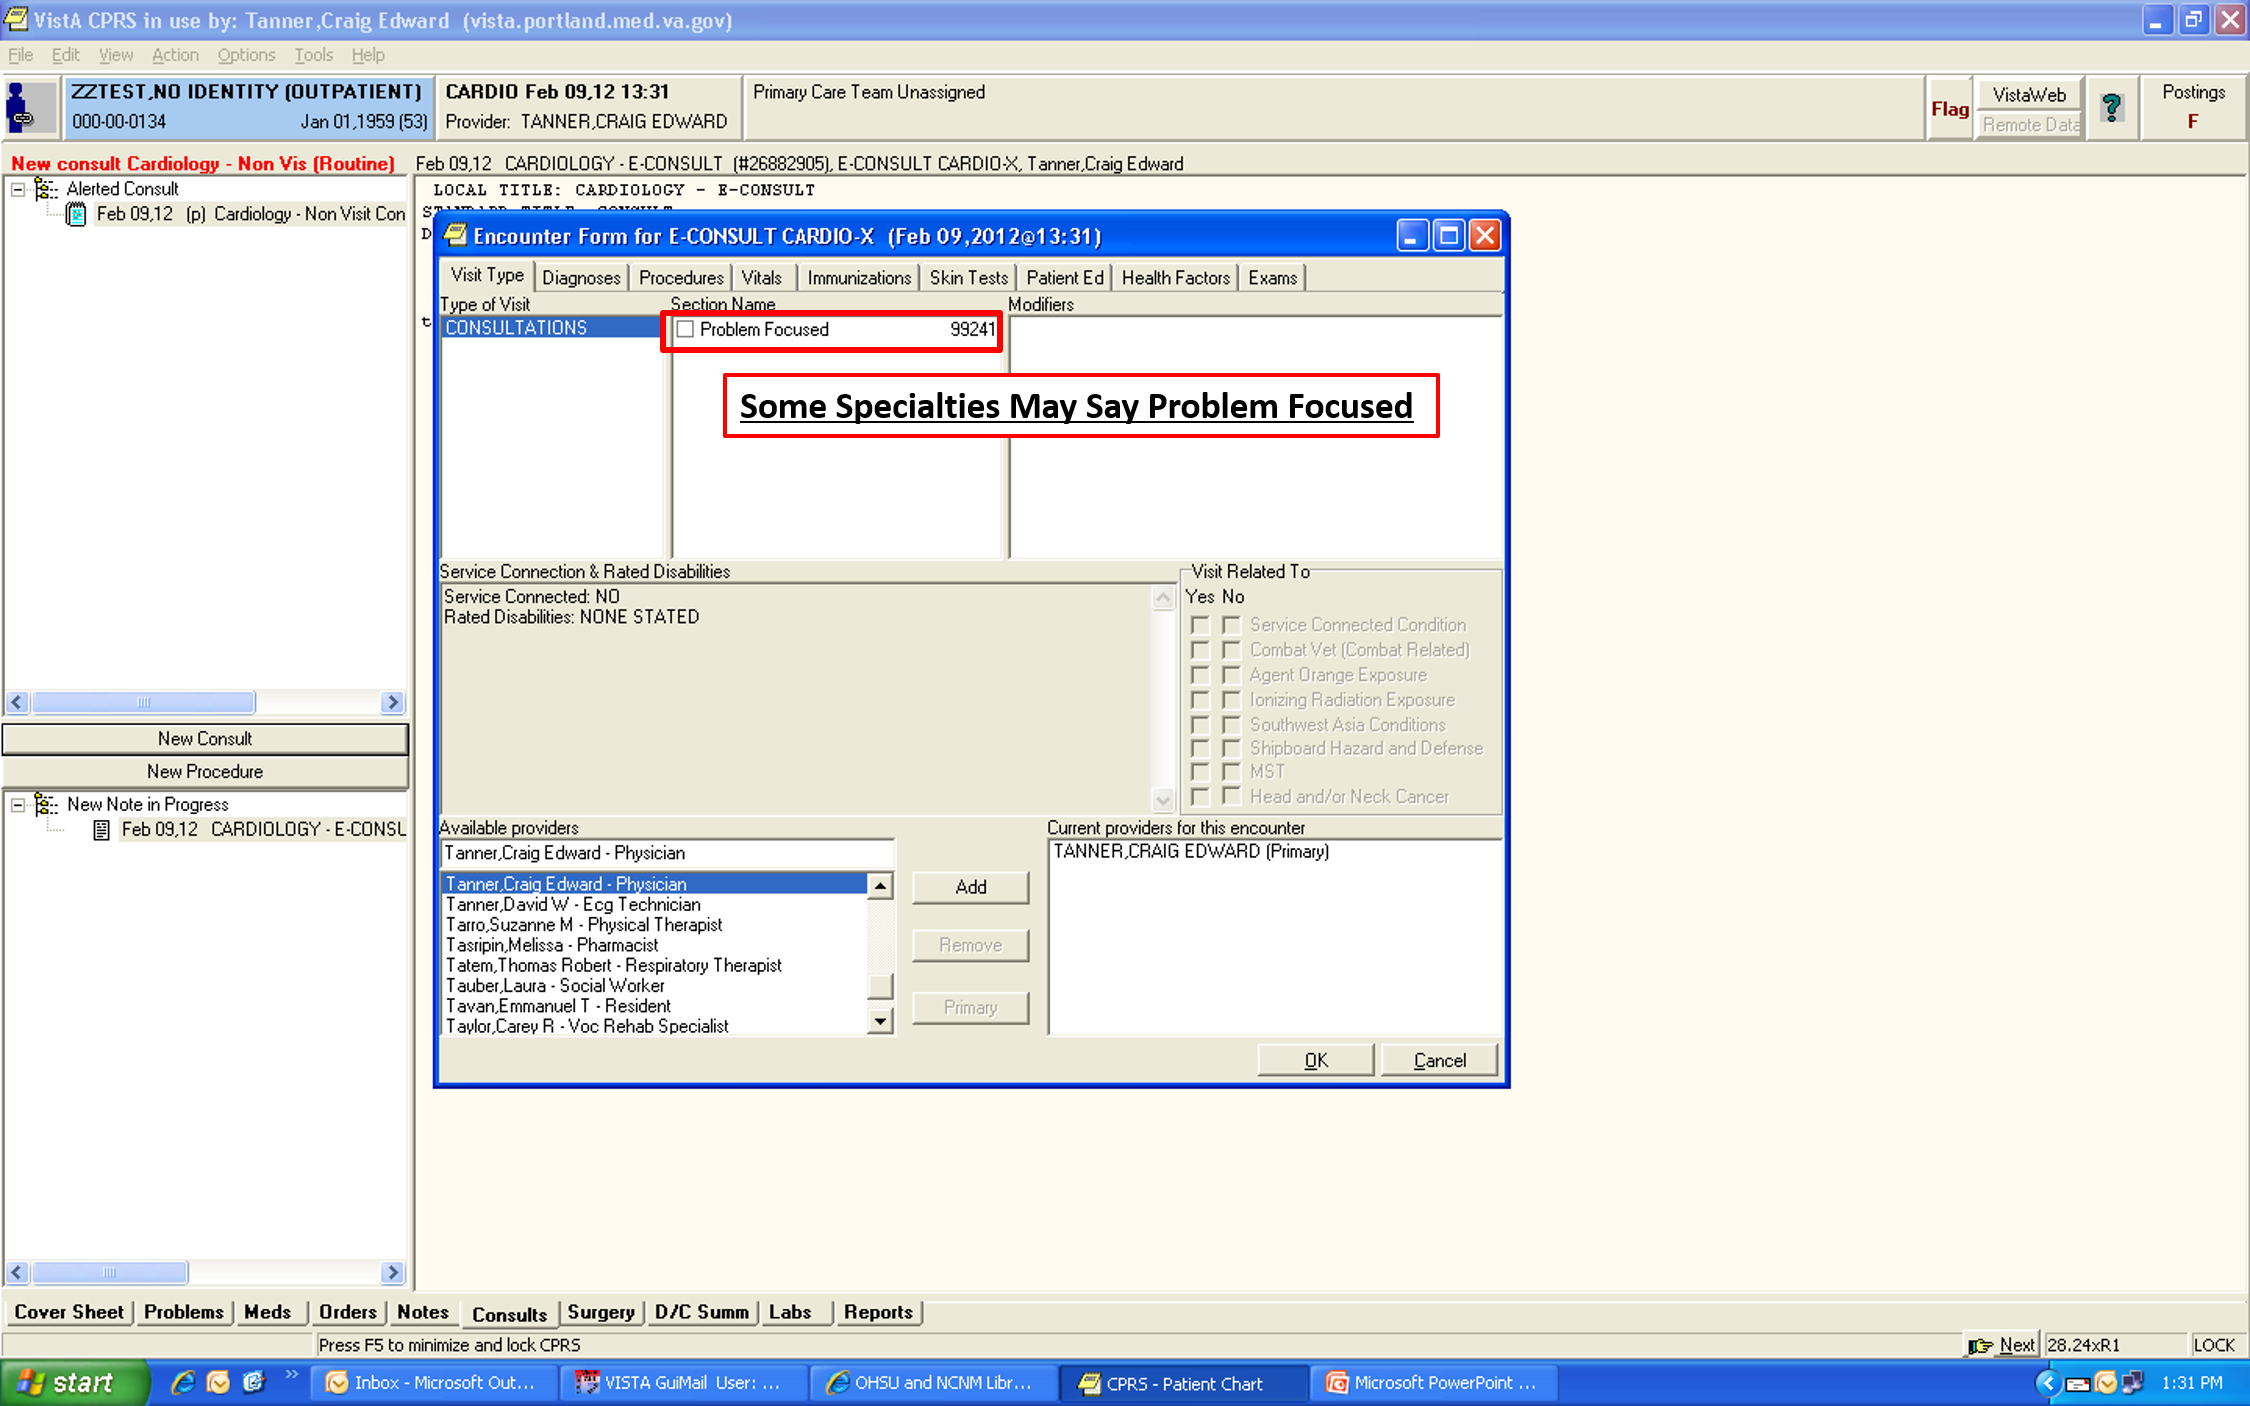 VistA CPRS in use by: Tanner,Craig Edward (vista.portland.med.va.gov)
File Edit View Action Options Tools Help
ZZTEST,NO IDENTITY (OUTPATIENT)
000-00-0134 Jan 01,1959 (53)
CARDIO Feb 09,12 13:31
Provider: TANNER,CRAIG EDWARD
Primary Care Team Unassigned
Flag
VistaWeb
Remote Data
?
Postings
F
New consult Cardiology - Non Vis (Routine)
Feb 09,12 CARDIOLOGY - E-CONSULT (#26882905), E-CONSULT CARDIO-X, Tanner,Craig Edward
Alerted Consult
Feb 09,12 (p) Cardiology - Non Visit Con
LOCAL TITLE: CARDIOLOGY - E-CONSULT
STANDARD TITLE: CONSULT
D
t
Encounter Form for E-CONSULT CARDIO-X (Feb 09,2012@13:31)
Visit Type Diagnoses Procedures Vitals Immunizations Skin Tests Patient Ed Health Factors Exams
Type of Visit Section Name Modifiers
CONSULTATIONS
Problem Focused 99241
Some Specialties May Say Problem Focused
Service Connection & Rated Disabilities
Service Connected: NO
Rated Disabilities: NONE STATED
Visit Related To
Yes No
Service Connected Condition
Combat Vet (Combat Related)
Agent Orange Exposure
Ionizing Radiation Exposure
Southwest Asia Conditions
Shipboard Hazard and Defense
MST
Head and/or Neck Cancer
New Consult
New Procedure
New Note in Progress
Feb 09,12 CARDIOLOGY - E-CONSL
Available providers
Tanner,Craig Edward - Physician
Tanner,Craig Edward - Physician
Tanner,David W - Ecg Technician
Tarro,Suzanne M - Physical Therapist
Tasripin,Melissa - Pharmacist
Tatem,Thomas Robert - Respiratory Therapist
Tauber,Laura - Social Worker
Tavan,Emmanuel T - Resident
Taylor,Carey R - Voc Rehab Specialist
Add
Remove
Primary
Current providers for this encounter
TANNER,CRAIG EDWARD (Primary)
OK Cancel
Cover Sheet Problems Meds Orders Notes Consults Surgery D/C Summ Labs Reports
Press F5 to minimize and lock CPRS
Next 28.24xR1 LOCK
start
Inbox - Microsoft Out...
VISTA GuiMail User: ...
OHSU and NCNM Libr...
CPRS - Patient Chart
Microsoft PowerPoint ...
1:31 PM